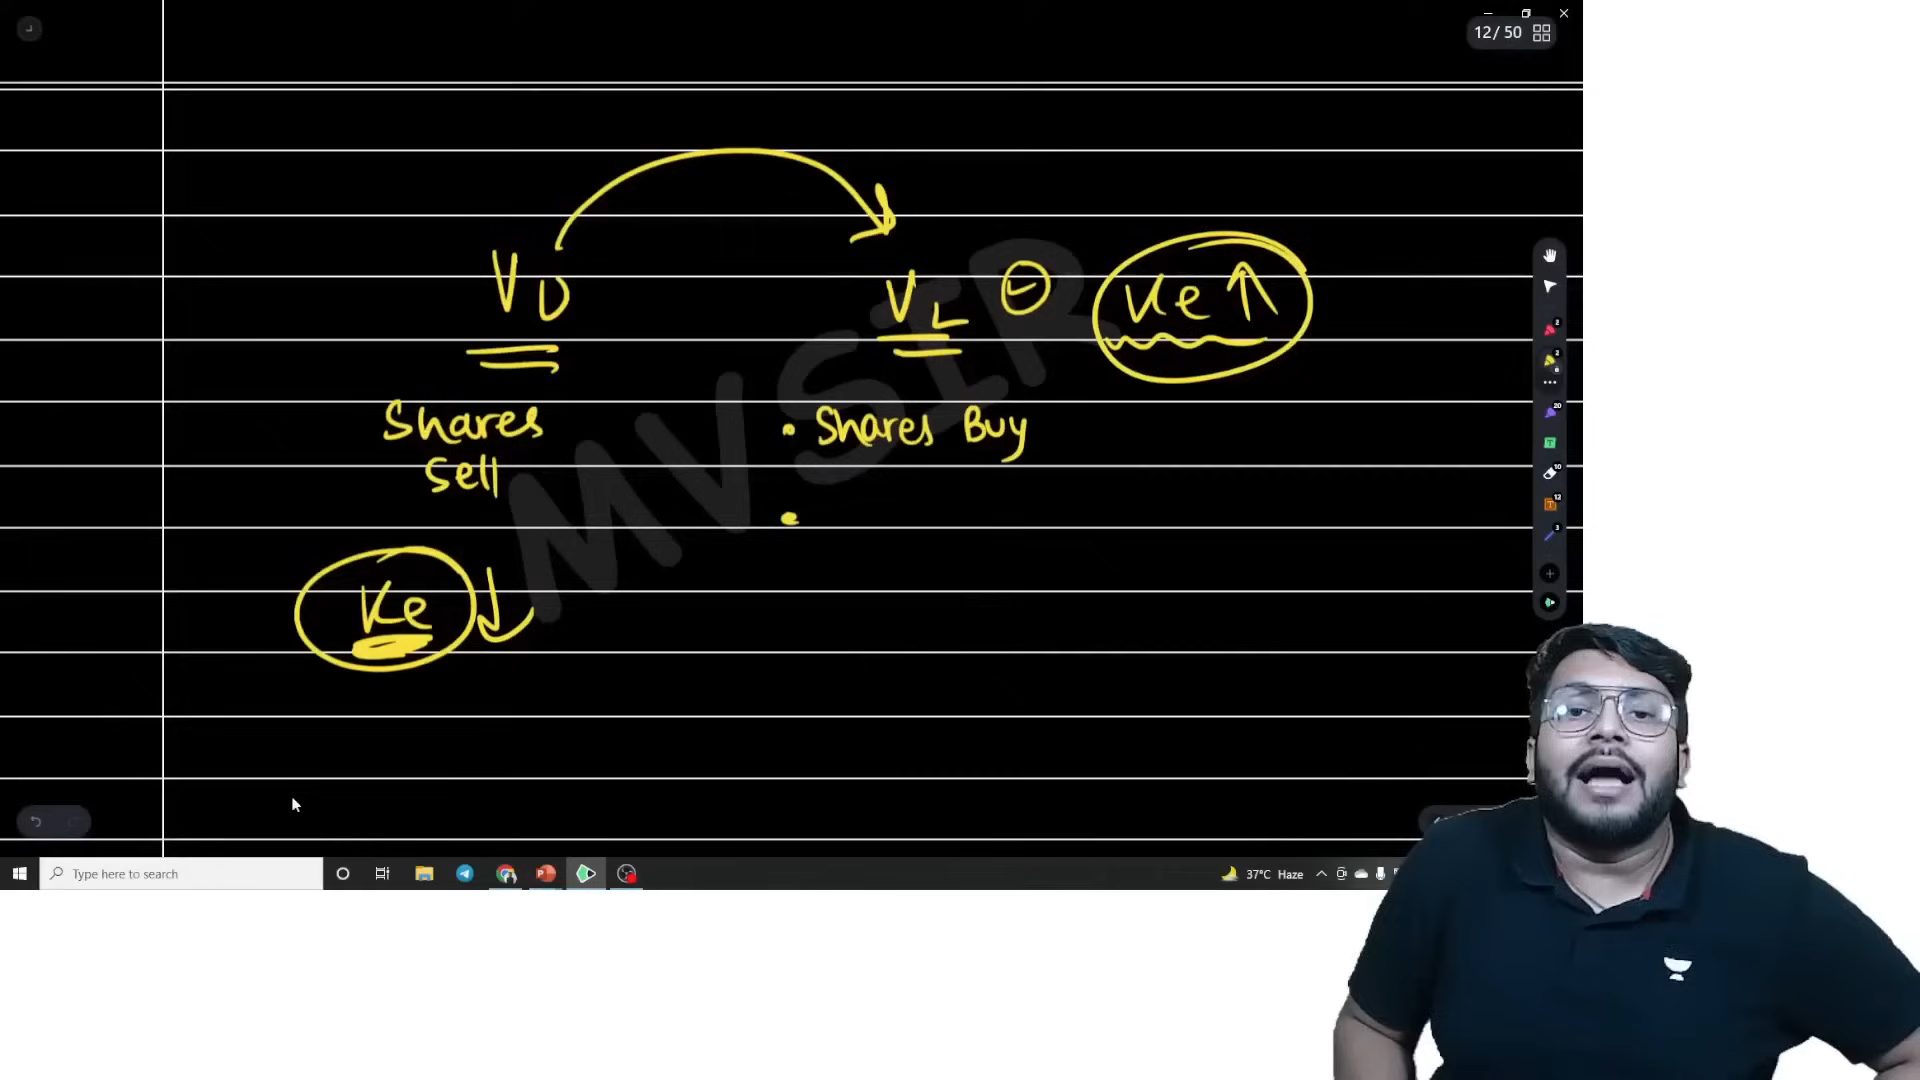 12/ 50
VU
VL
Ke ↑
Shares
Sell
• Shares Buy
•
Ke ↓
MVSIR
Type here to search
37°C Haze